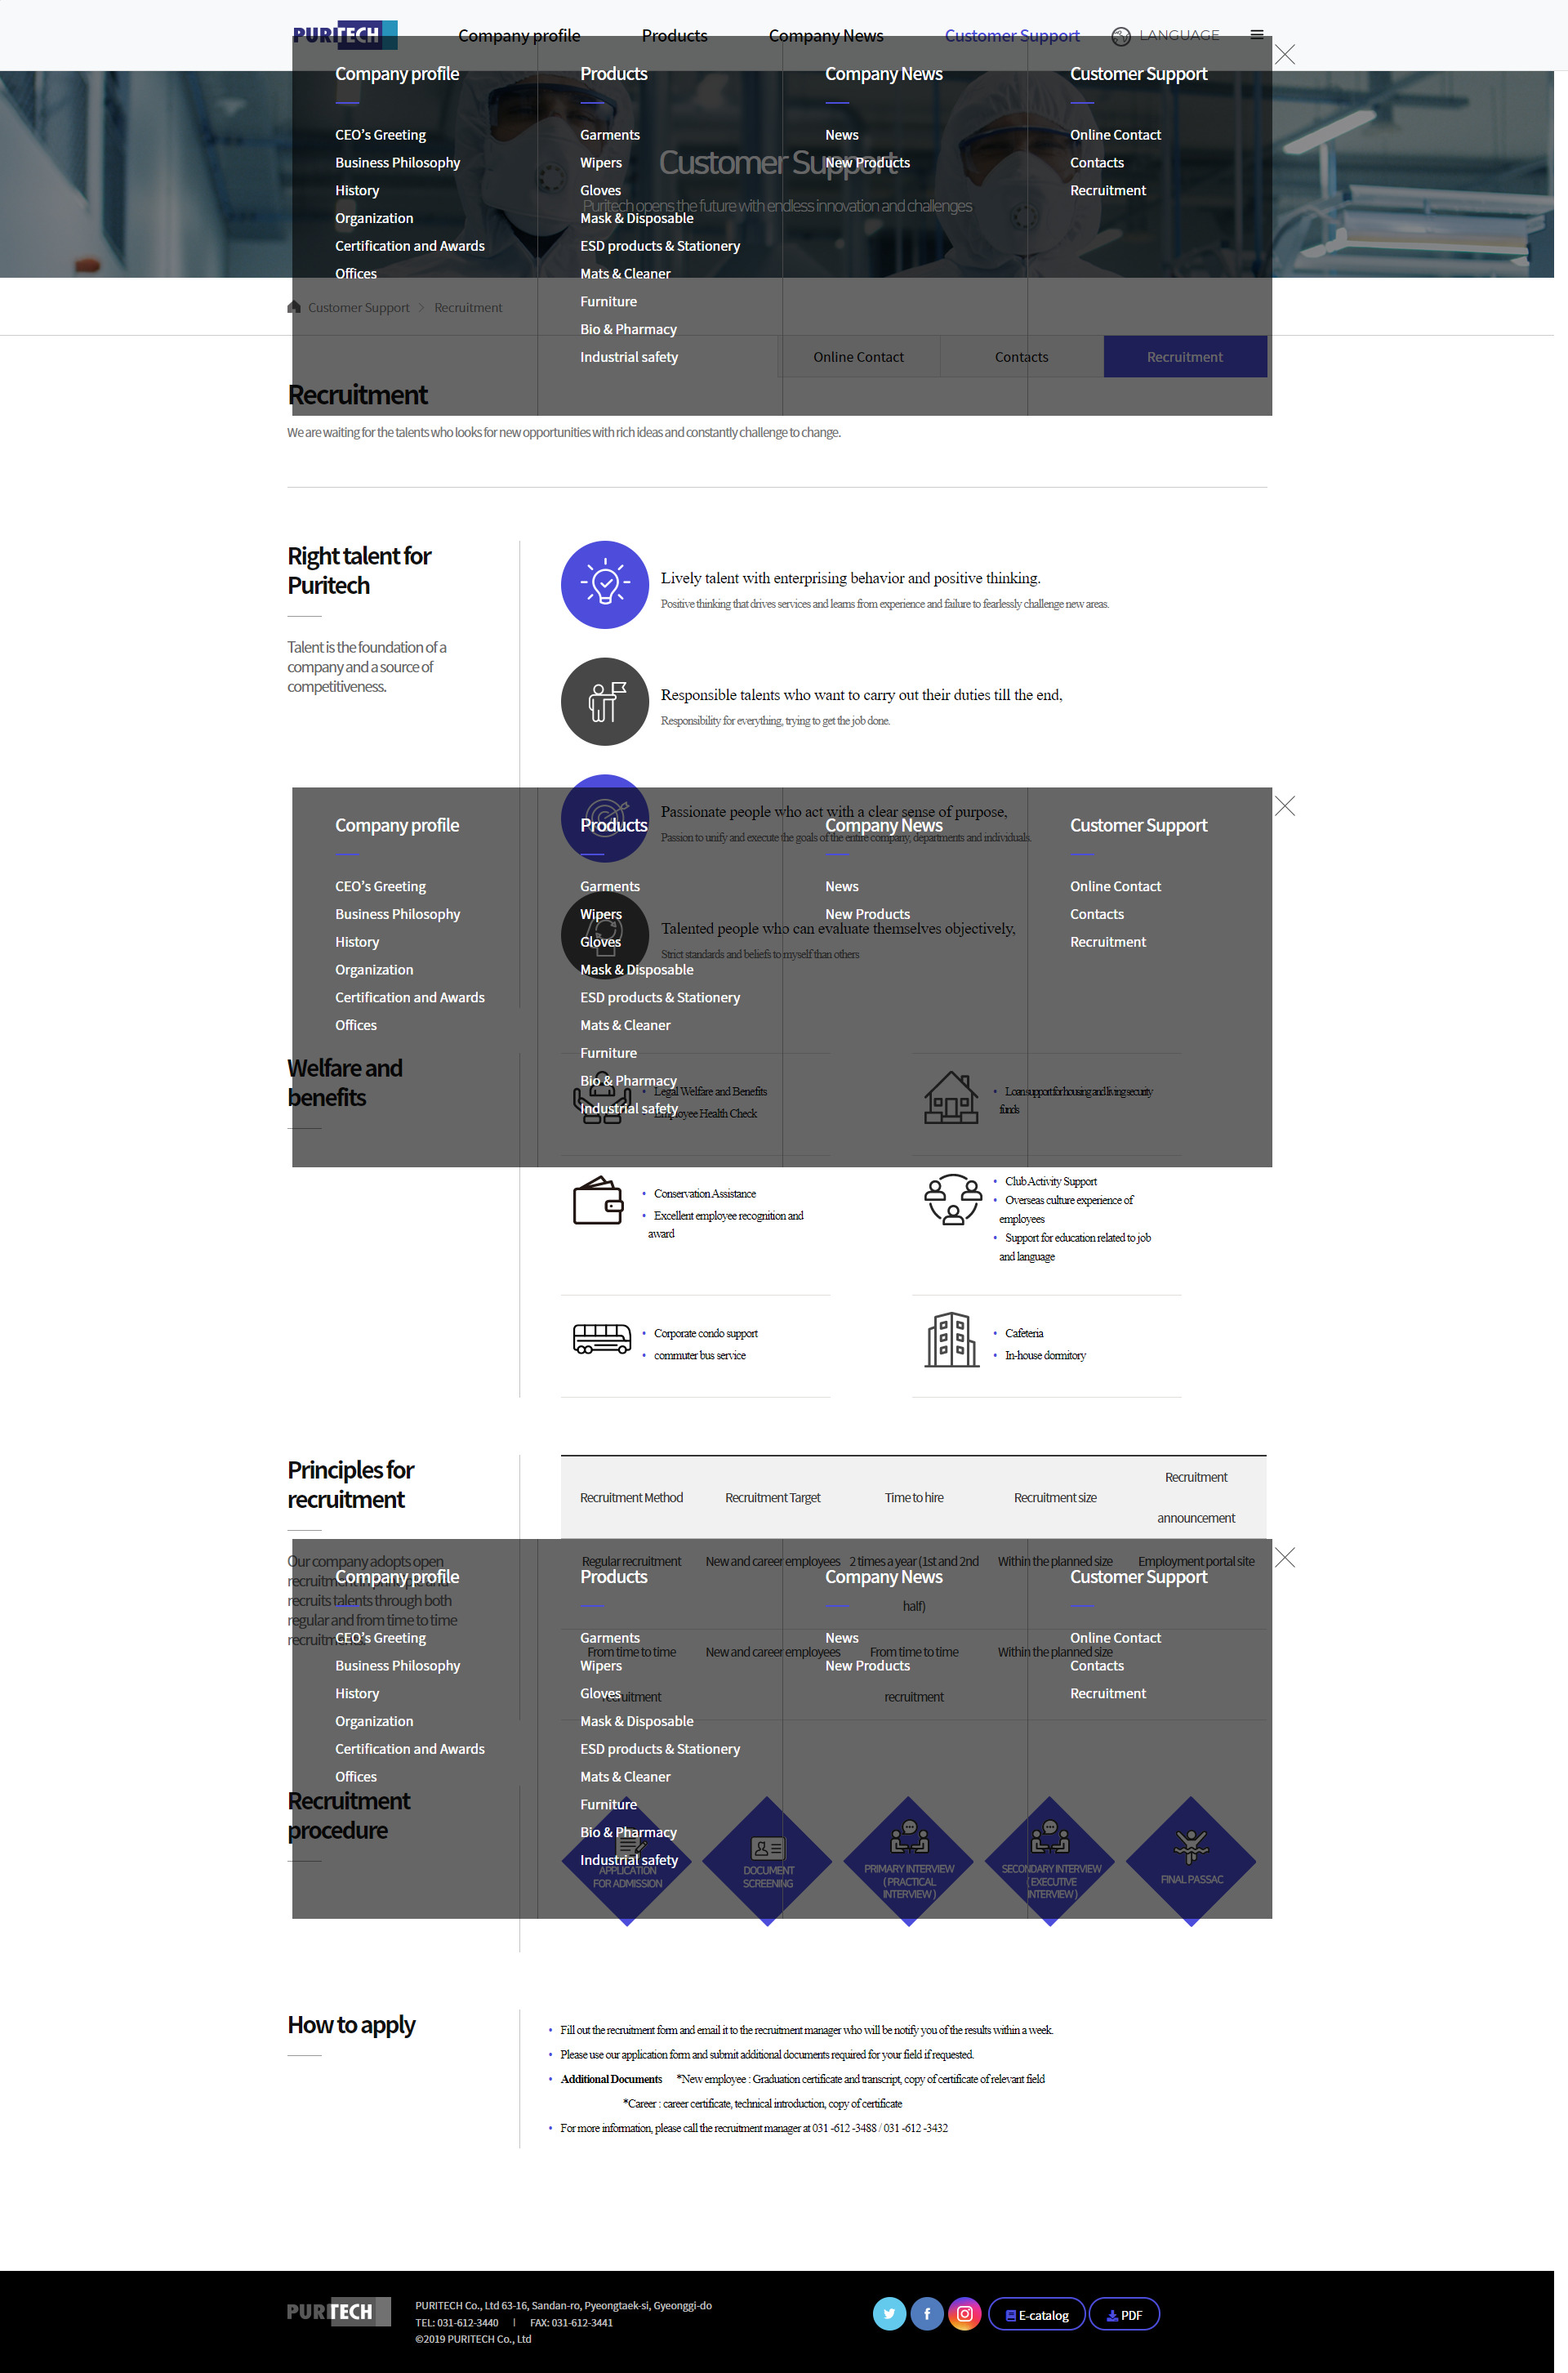 PURITECH
Company profile
Products
Company News
Customer Support
LANGUAGE
Company profile
CEO's Greeting
Business Philosophy
History
Organization
Certification and Awards
Offices
Products
Garments
Wipers
Gloves
Mask & Disposable
ESD products & Stationery
Mats & Cleaner
Furniture
Bio & Pharmacy
Industrial safety
Company News
News
New Products
Customer Support
Online Contact
Contacts
Recruitment
Customer Support
Puritech opens the future with endless innovation and challenges
Customer Support
Recruitment
Online Contact
Contacts
Recruitment
Recruitment
We are waiting for the talents who looks for new opportunities with rich ideas and constantly challenge to change.
Right talent for
Puritech
Talent is the foundation of a
company and a source of
competitiveness.
Lively talent with enterprising behavior and positive thinking.
Positive thinking that drives services and learns from experience and failure to fearlessly challenge new areas.
Responsible talents who want to carry out their duties till the end,
Responsibility for everything, trying to get the job done.
Passionate people who act with a clear sense of purpose,
Passion to unify and execute the goals of the entire company, departments and individuals.
Talented people who can evaluate themselves objectively,
Strict standards and beliefs to myself than others
Company profile
CEO's Greeting
Business Philosophy
History
Organization
Certification and Awards
Offices
Products
Garments
Wipers
Gloves
Mask & Disposable
ESD products & Stationery
Mats & Cleaner
Furniture
Bio & Pharmacy
Industrial safety
Company News
News
New Products
Customer Support
Online Contact
Contacts
Recruitment
Welfare and
benefits
Legal Welfare and Benefits
Employee Health Check
Loan support for housing and living security
funds
Conservation Assistance
Excellent employee recognition and
award
Club Activity Support
Overseas culture experience of
employees
Support for education related to job
and language
Corporate condo support
commuter bus service
Cafeteria
In-house dormitory
Principles for
recruitment
Our company adopts open
recruitment in principle and
recruits talents through both
regular and from time to time
recruitment.
Recruitment Method
Recruitment Target
Time to hire
Recruitment size
Recruitment
announcement
Regular recruitment
New and career employees
2 times a year (1st and 2nd
half)
Within the planned size
Employment portal site
From time to time
recruitment
New and career employees
From time to time
recruitment
Within the planned size
Company profile
CEO's Greeting
Business Philosophy
History
Organization
Certification and Awards
Offices
Products
Garments
Wipers
Gloves
Mask & Disposable
ESD products & Stationery
Mats & Cleaner
Furniture
Bio & Pharmacy
Industrial safety
Company News
News
New Products
Customer Support
Online Contact
Contacts
Recruitment
Recruitment
procedure
APPLICATION
FOR ADMISSION
DOCUMENT
SCREENING
PRIMARY INTERVIEW
( PRACTICAL
INTERVIEW )
SECONDARY INTERVIEW
( EXECUTIVE
INTERVIEW )
FINAL PASSAC
How to apply
Fill out the recruitment form and email it to the recruitment manager who will be notify you of the results within a week.
Please use our application form and submit additional documents required for your field if requested.
Additional Documents *New employee : Graduation certificate and transcript, copy of certificate of relevant field
*Career : career certificate, technical introduction, copy of certificate
For more information, please call the recruitment manager at 031 -612 -3488 / 031 -612 -3432
PURITECH
PURITECH Co., Ltd 63-16, Sandan-ro, Pyeongtaek-si, Gyeonggi-do
TEL: 031-612-3440 | FAX: 031-612-3441
©2019 PURITECH Co., Ltd
E-catalog
PDF